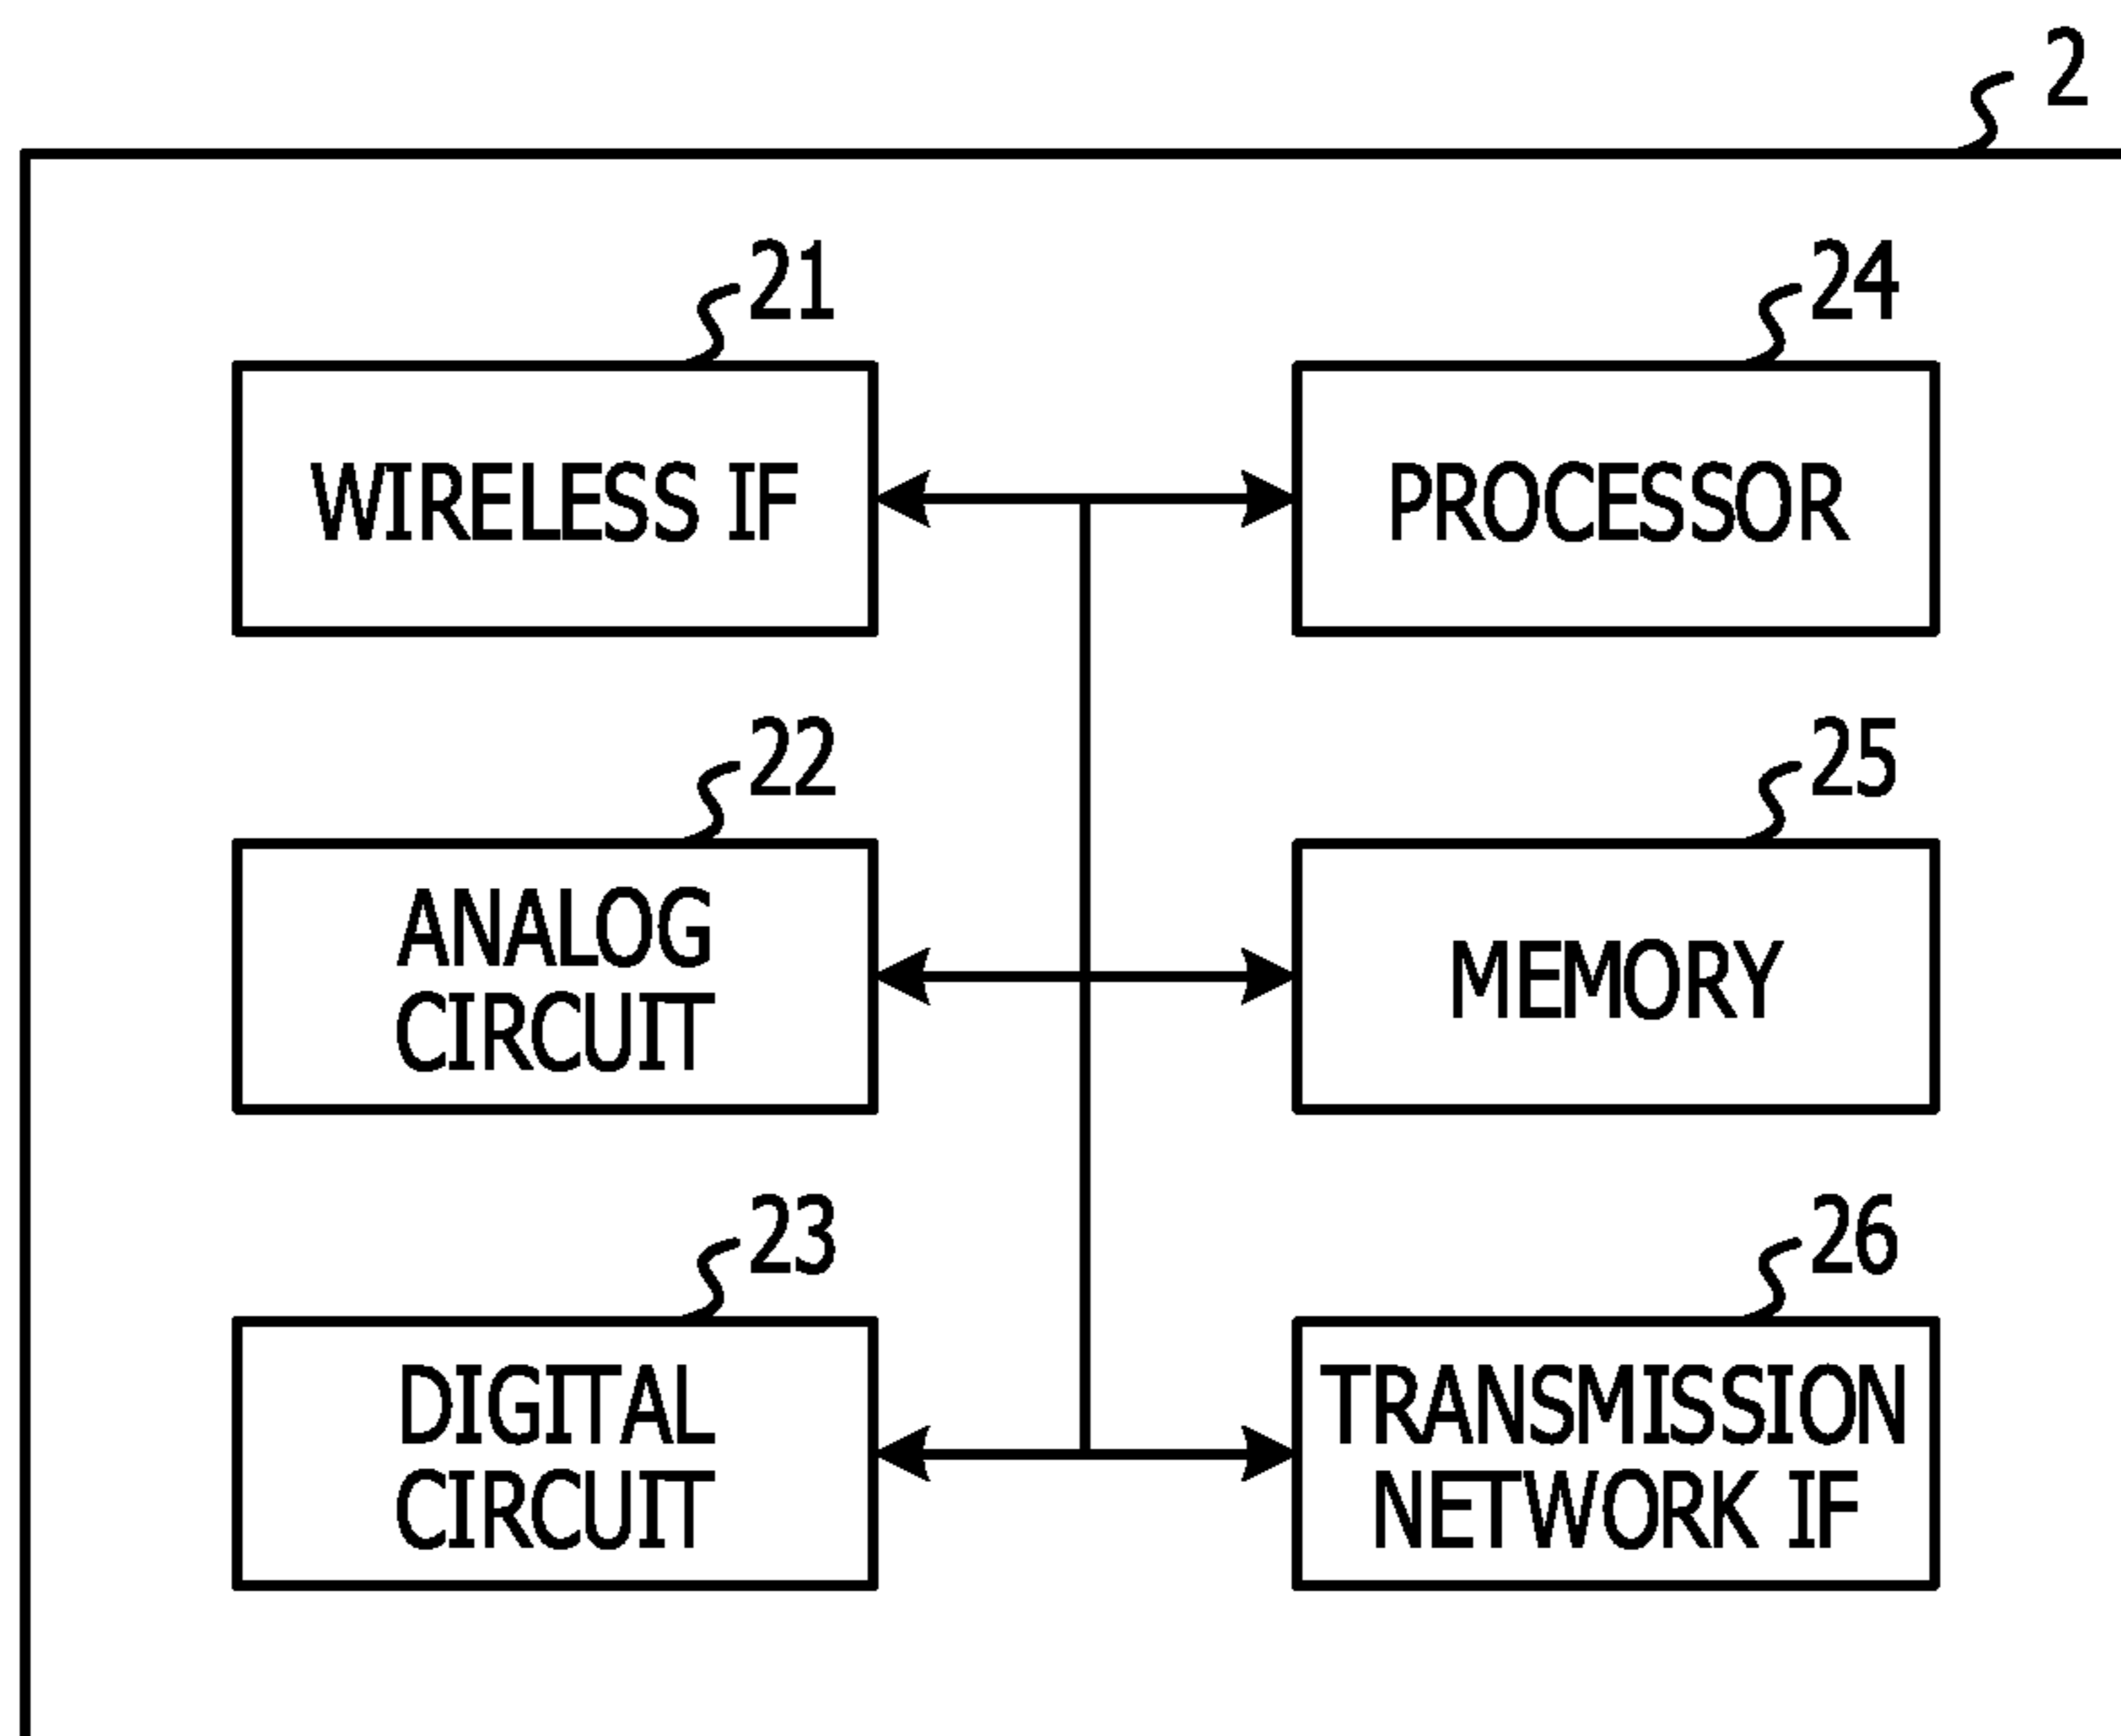 2
21
24
WIRELESS IF
PROCESSOR
22
25
ANALOG
CIRCUIT
MEMORY
23
26
DIGITAL
CIRCUIT
TRANSMISSION
NETWORK IF